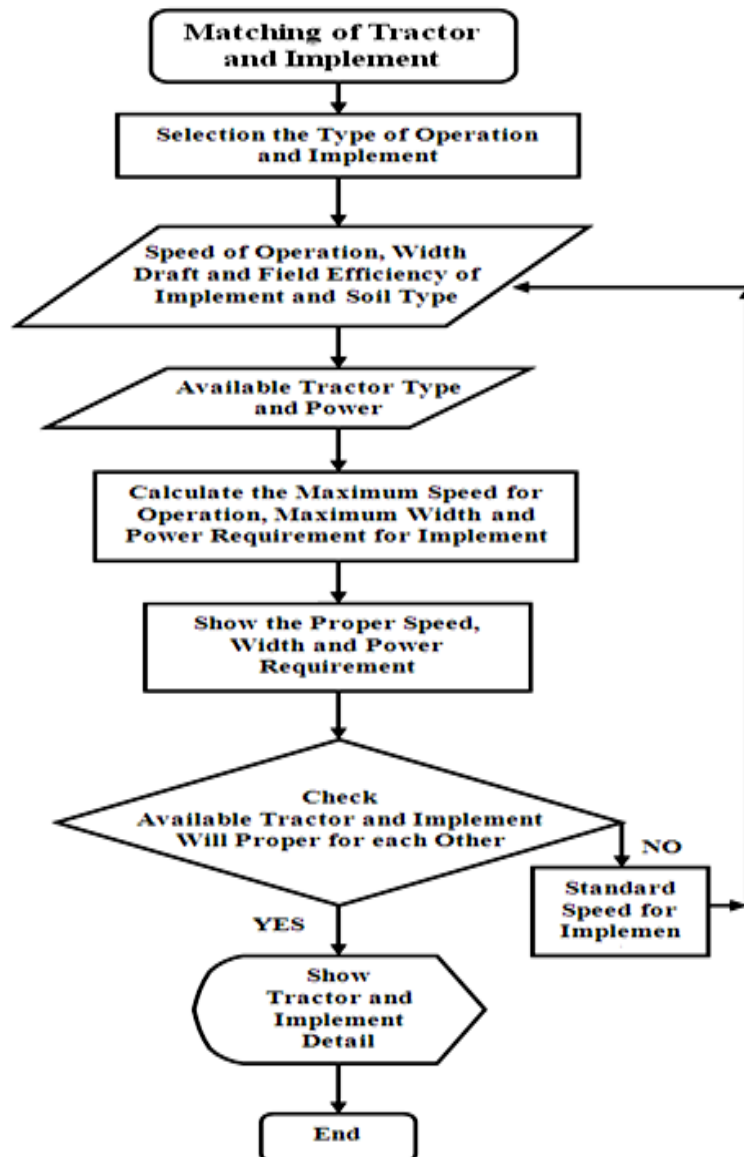 Matching of Tractor
and Implement
Selection the Type of Operation
and Implement
Speed of Operation, Width
Draft and Field Efficiency of
Implement and Soil Type
Available Tractor Type
and Power
Calculate the Maximum Speed for
Operation, Maximum Width and
Power Requirement for Implement
Show the Proper Speed,
Width and Power
Requirement
Check
Available Tractor and Implement
Will Proper for each Other
NO
Standard
Speed for
Implemen
YES
Show
Tractor and
Implement
Detail
End